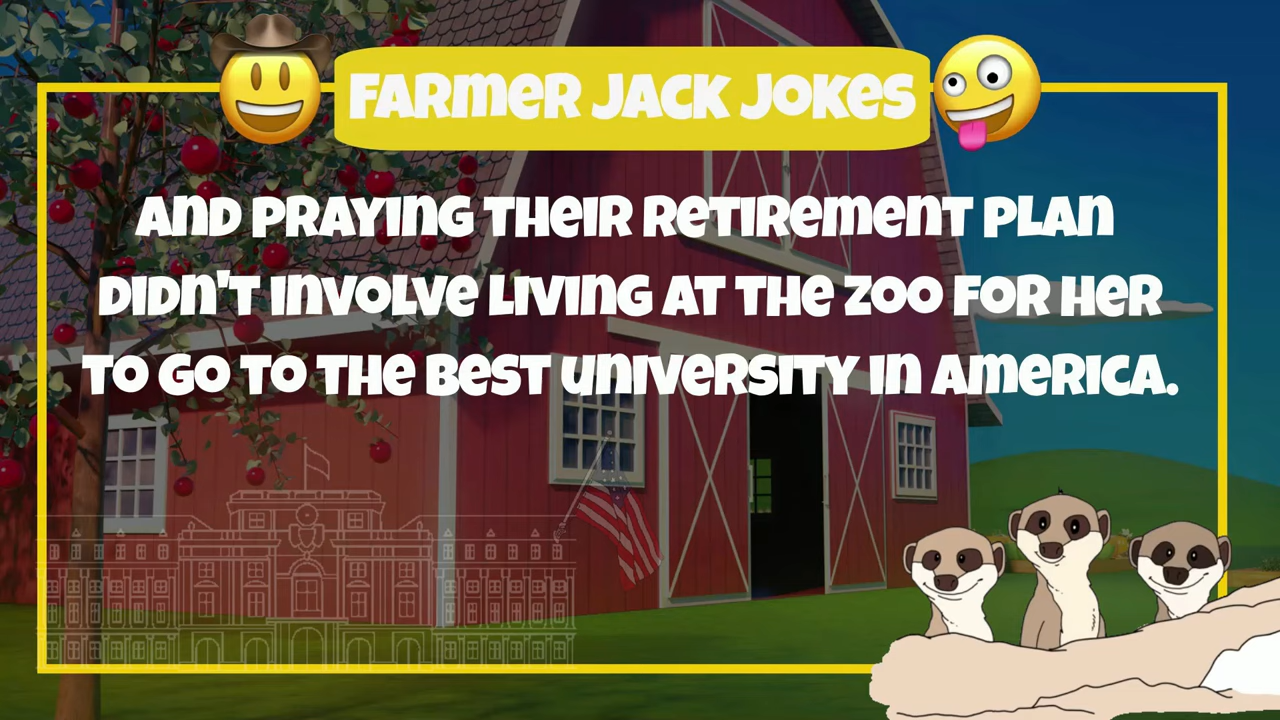 FARMER JACK JOKES
AND PRAYING THEIR RETIREMENT PLAN
DIDN'T INVOLVE LIVING AT THE ZOO FOR HER
TO GO TO THE BEST UNIVERSITY IN AMERICA.